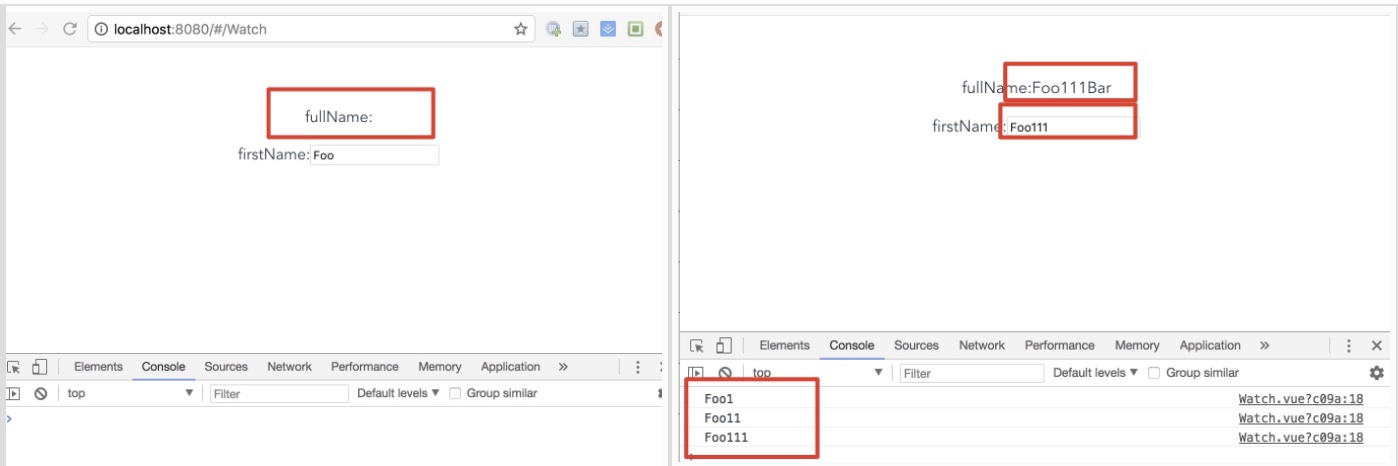 localhost:8080/#/Watch
fullName:
firstName: Foo
Elements Console Sources Network Performance Memory Application »
top ▼ Filter Default levels ▼ Group similar
>
fullName:Foo111Bar
firstName: Foo111
Elements Console Sources Network Performance Memory Application »
top ▼ Filter Default levels ▼ Group similar
Foo1 Watch.vue?c09a:18
Foo11 Watch.vue?c09a:18
Foo111 Watch.vue?c09a:18